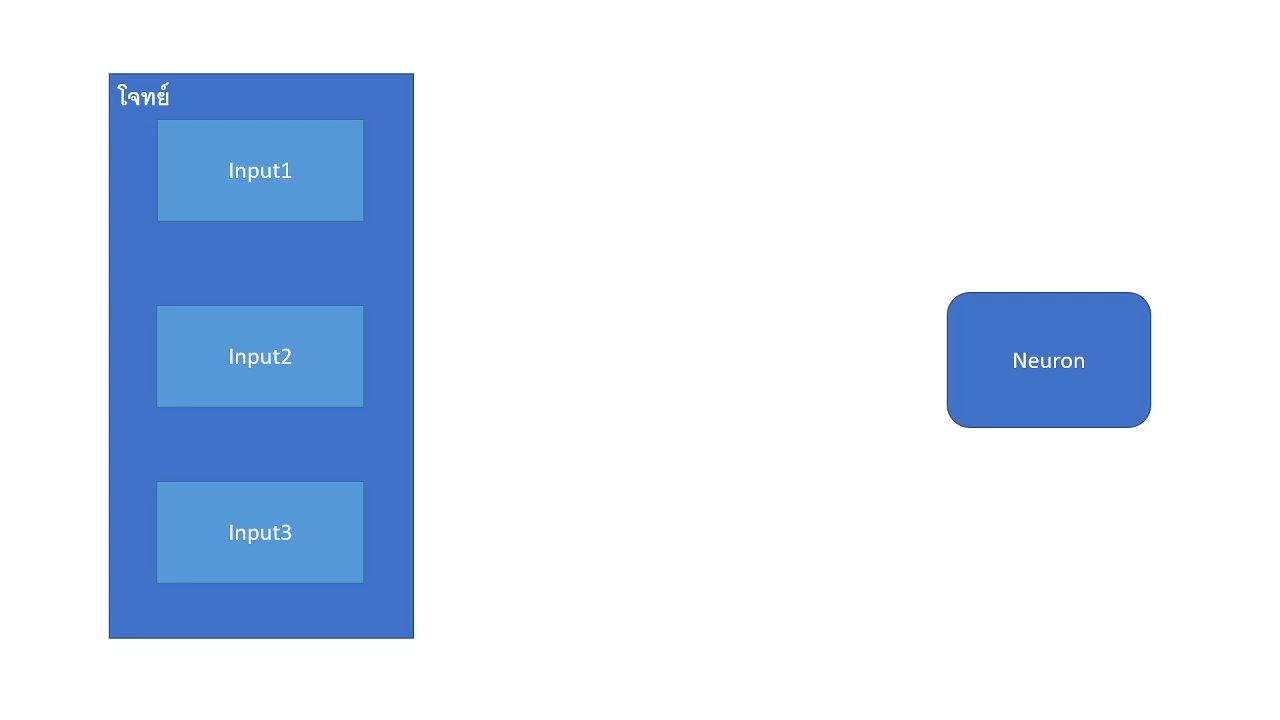 โจทย์
Input1
Input2
Input3
Neuron